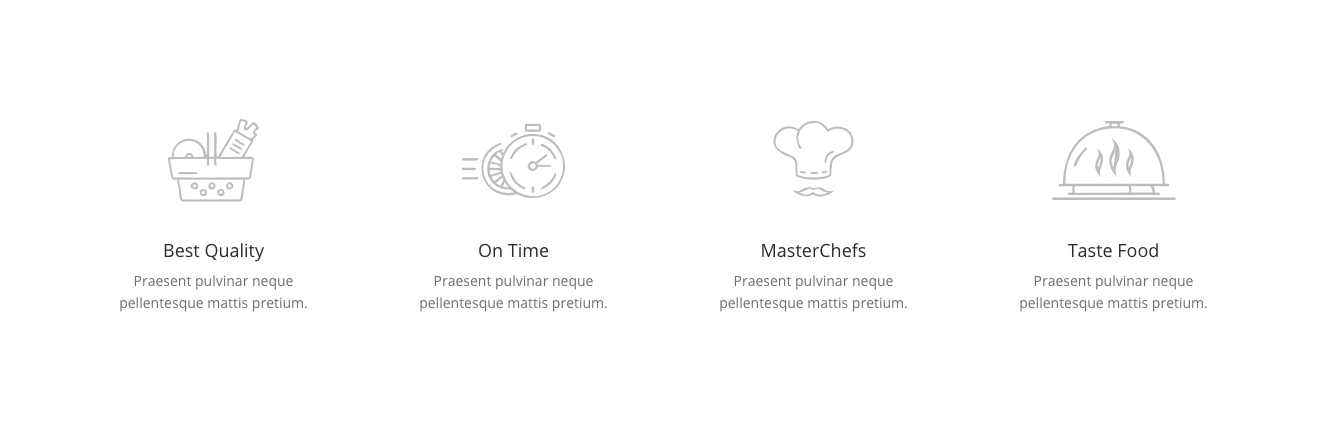 Best Quality
Praesent pulvinar neque
pellentesque mattis pretium.
On Time
Praesent pulvinar neque
pellentesque mattis pretium.
MasterChefs
Praesent pulvinar neque
pellentesque mattis pretium.
Taste Food
Praesent pulvinar neque
pellentesque mattis pretium.